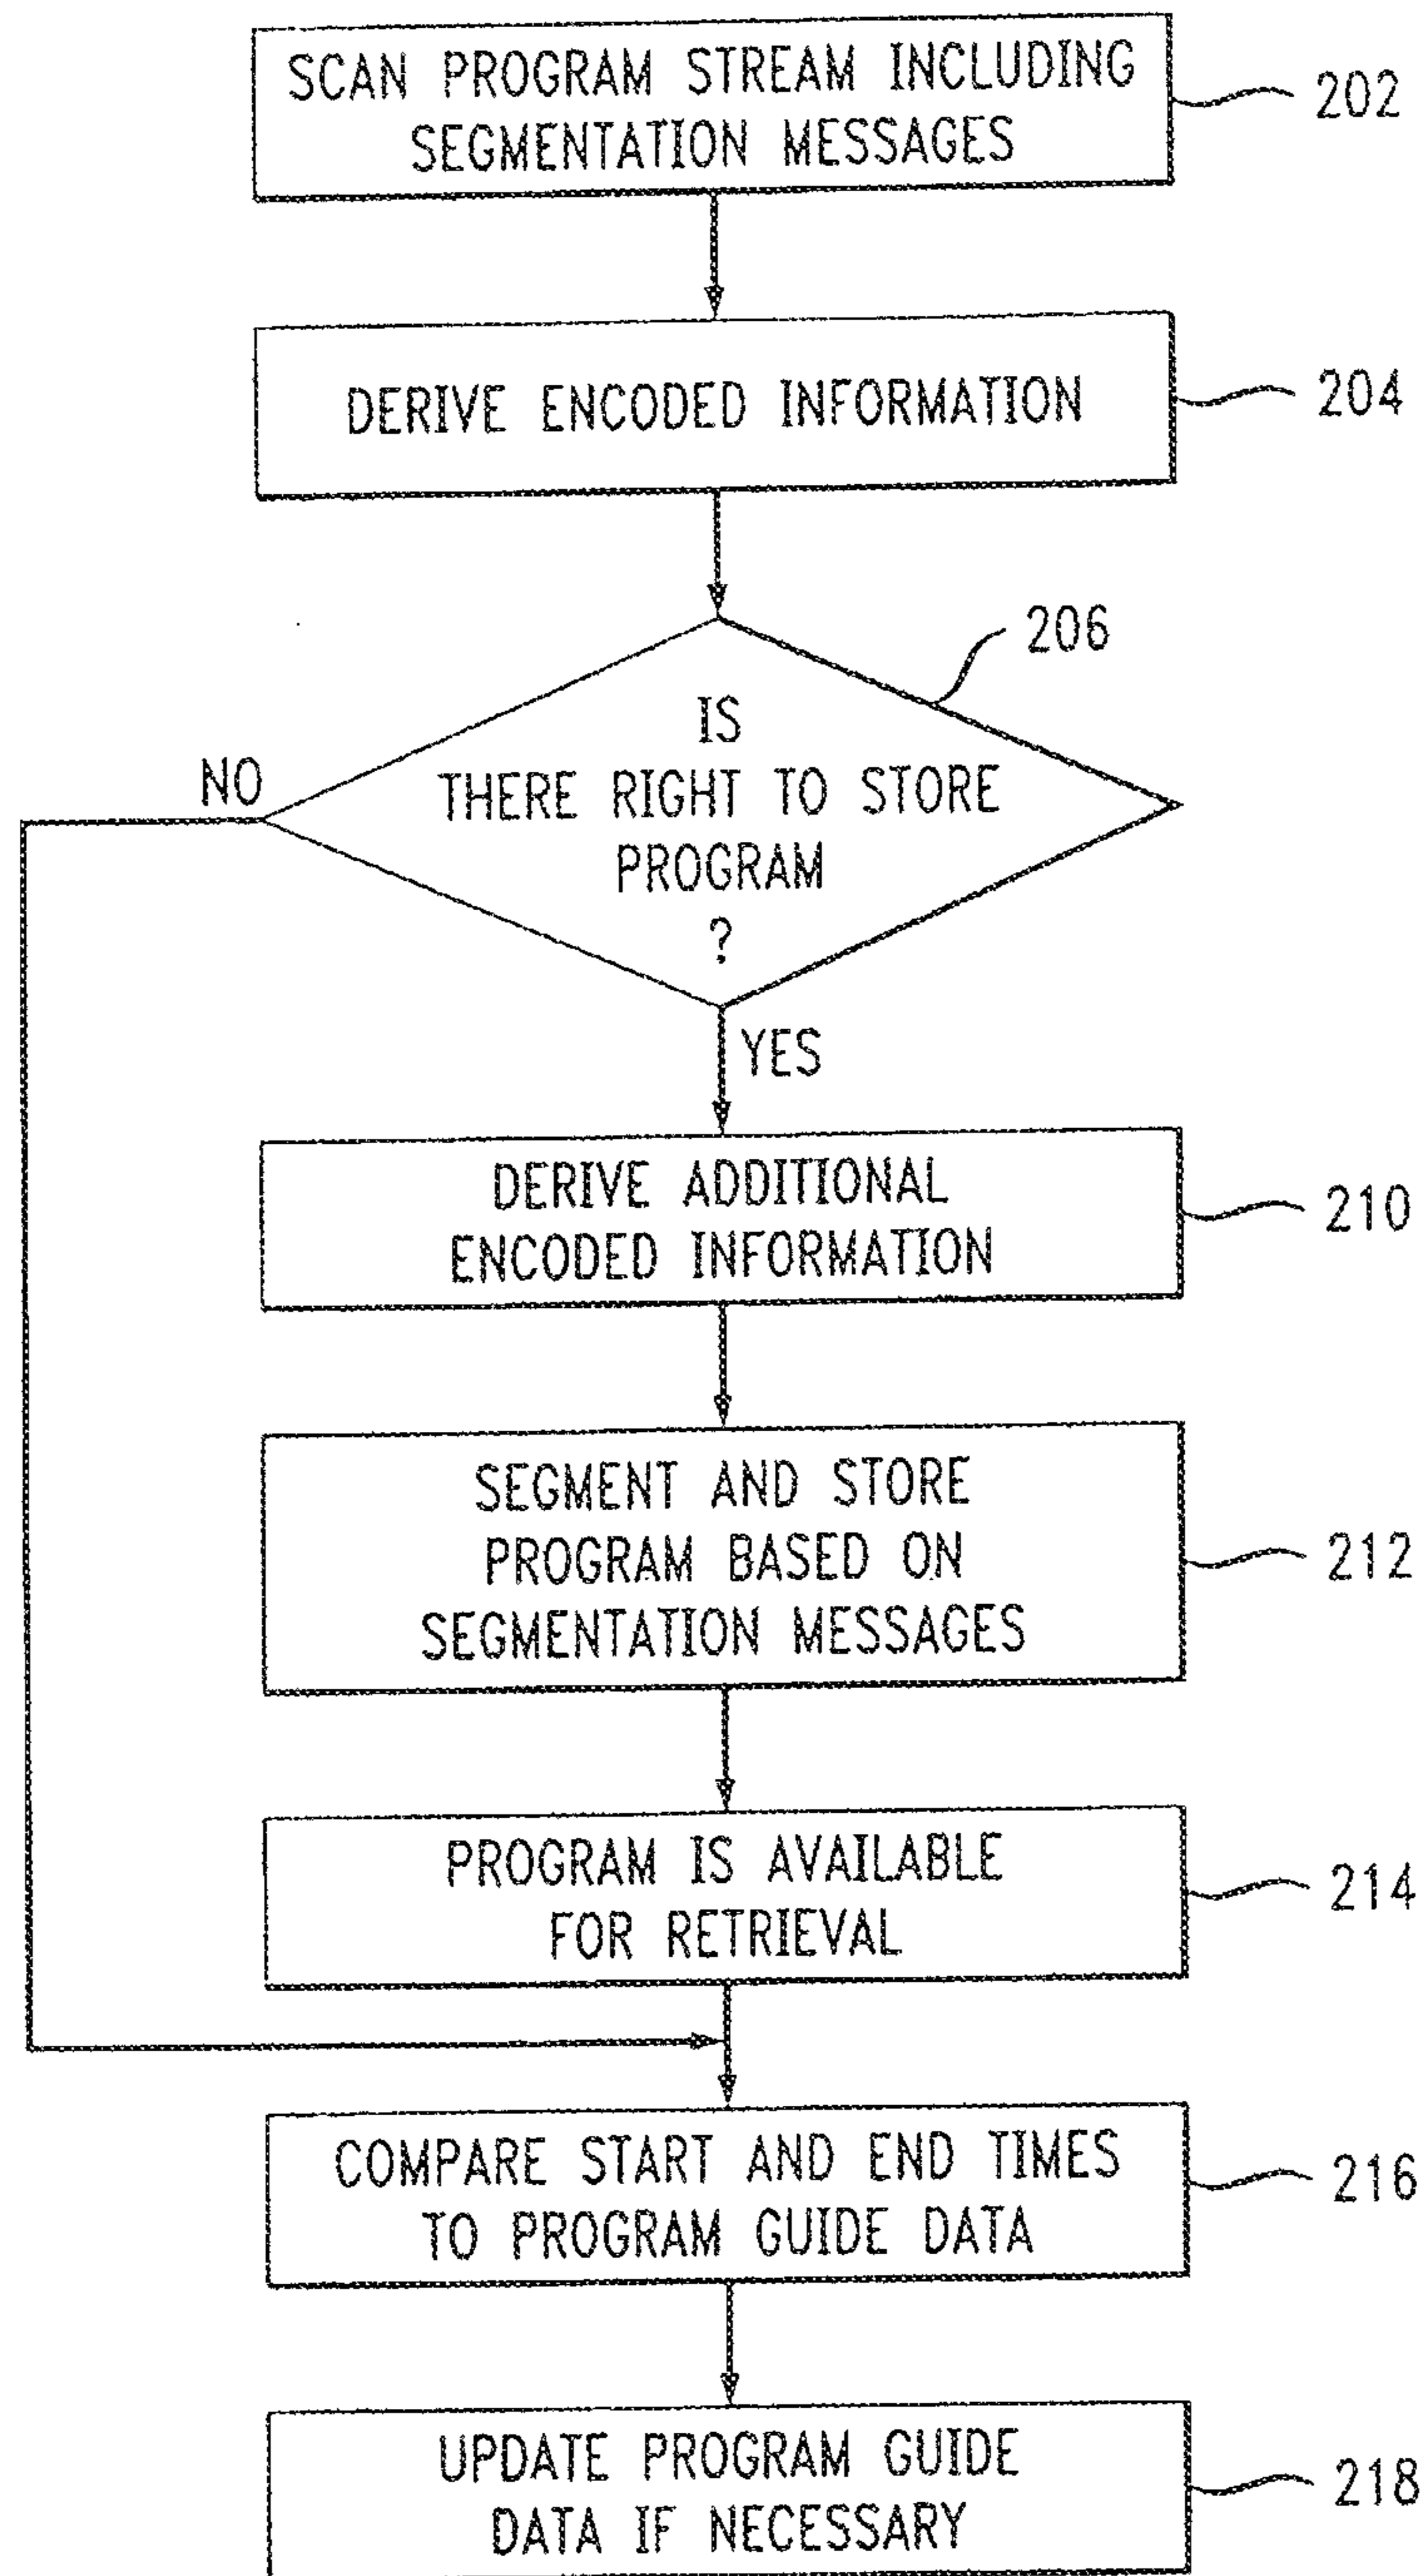 SCAN PROGRAM STREAM INCLUDING
SEGMENTATION MESSAGES
202
DERIVE ENCODED INFORMATION
204
206
IS
THERE RIGHT TO STORE
PROGRAM
?
NO
YES
DERIVE ADDITIONAL
ENCODED INFORMATION
210
SEGMENT AND STORE
PROGRAM BASED ON
SEGMENTATION MESSAGES
212
PROGRAM IS AVAILABLE
FOR RETRIEVAL
214
COMPARE START AND END TIMES
TO PROGRAM GUIDE DATA
216
UPDATE PROGRAM GUIDE
DATA IF NECESSARY
218